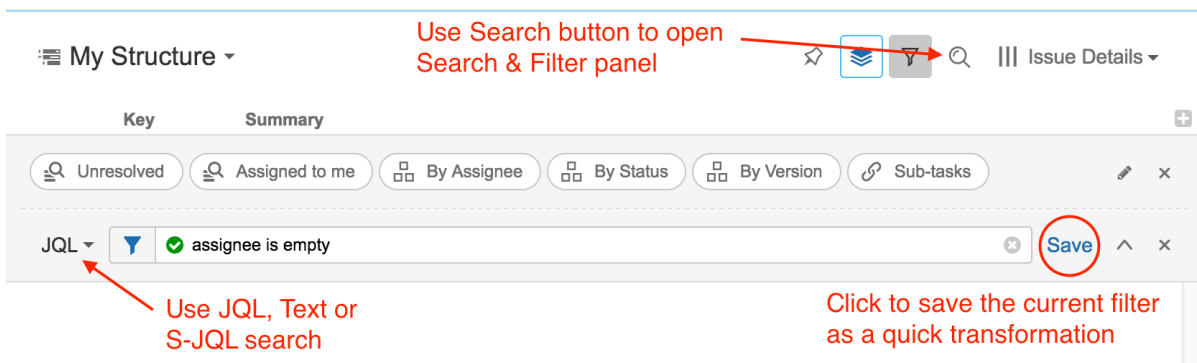 Use Search button to open
Search & Filter panel
My Structure
Issue Details
Key Summary
Unresolved Assigned to me By Assignee By Status By Version Sub-tasks
JQL assignee is empty Save
Use JQL, Text or
S-JQL search
Click to save the current filter
as a quick transformation